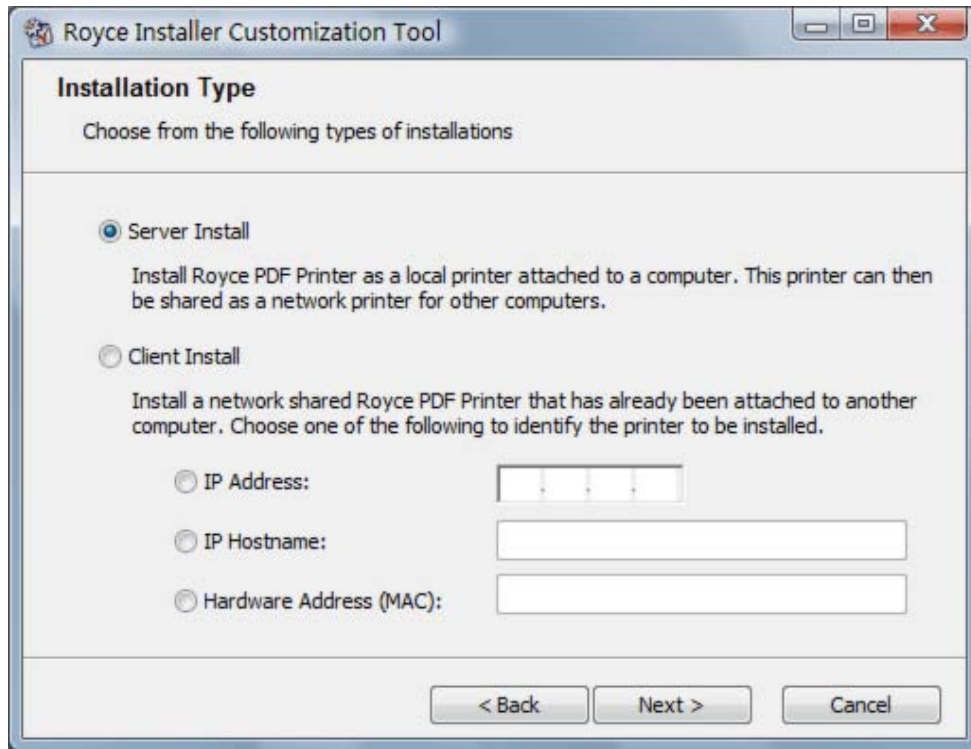 Royce Installer Customization Tool
Installation Type
Choose from the following types of installations
Server Install
Install Royce PDF Printer as a local printer attached to a computer. This printer can then
be shared as a network printer for other computers.
Client Install
Install a network shared Royce PDF Printer that has already been attached to another
computer. Choose one of the following to identify the printer to be installed.
IP Address:
IP Hostname:
Hardware Address (MAC):
< Back Next > Cancel